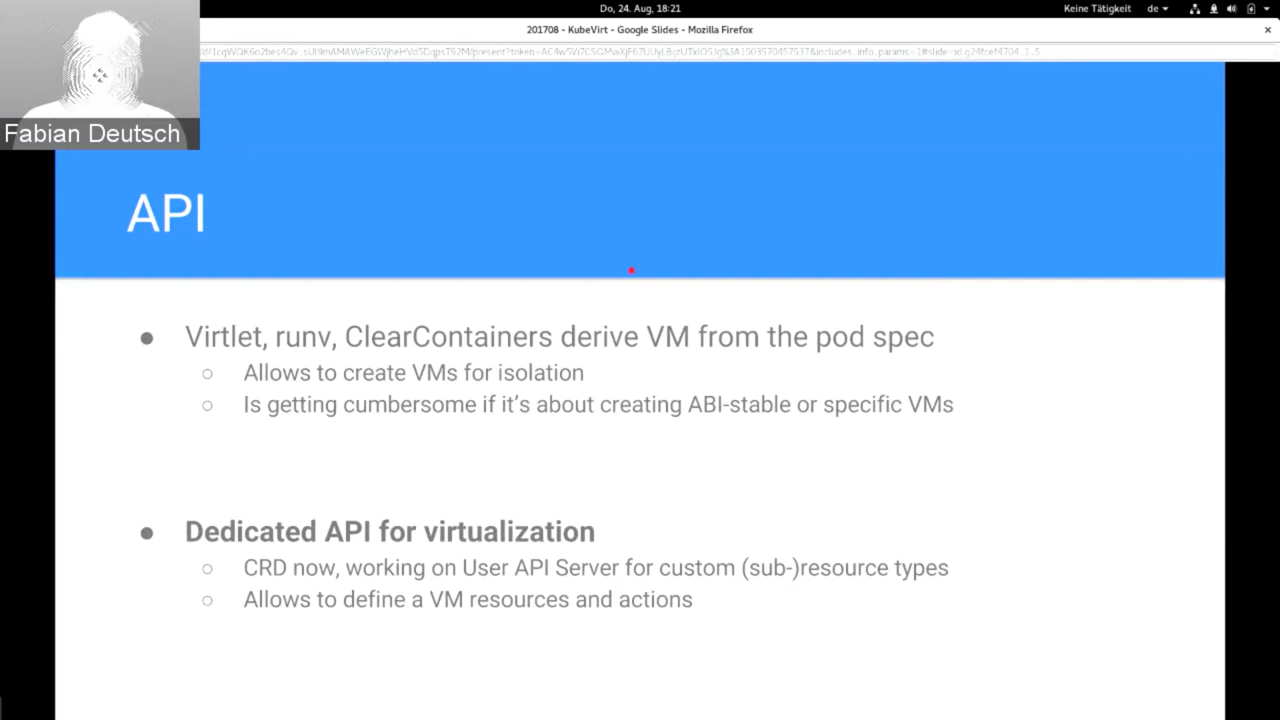 Do, 24. Aug, 18:21
Keine Tätigkeit
de
201708 - KubeVirt - Google Slides - Mozilla Firefox
Fabian Deutsch
API
Virtlet, runv, ClearContainers derive VM from the pod spec
Allows to create VMs for isolation
Is getting cumbersome if it's about creating ABI-stable or specific VMs
Dedicated API for virtualization
CRD now, working on User API Server for custom (sub-)resource types
Allows to define a VM resources and actions